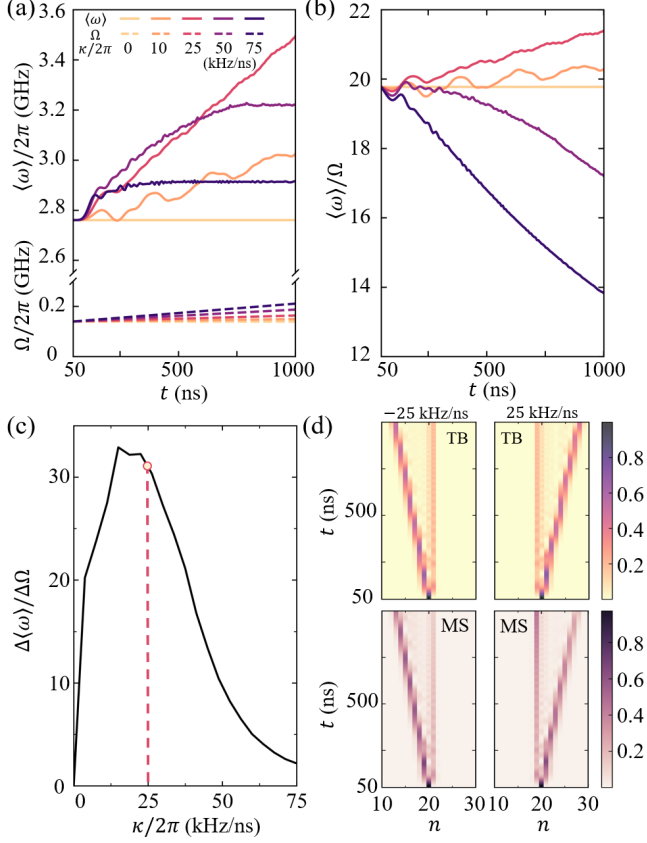 (a)
⟨ω⟩
Ω
κ/2π 0 10 25 50 75
(kHz/ns)
3.6
3.4
3.2
3.0
2.8
2.6
0.2
0
⟨ω⟩/2π (GHz)
Ω/2π (GHz)
50 500 1000
t (ns)
(b)
22
20
18
16
14
12
⟨ω⟩/Ω
50 500 1000
t (ns)
(c)
30
20
10
0
Δ⟨ω⟩/ΔΩ
0 25 50 75
κ/2π (kHz/ns)
(d)
−25 kHz/ns 25 kHz/ns
TB TB
500
50
t (ns)
0.8
0.6
0.4
0.2
MS MS
500
50
t (ns)
0.8
0.6
0.4
0.2
10 20 30 10 20 30
n n